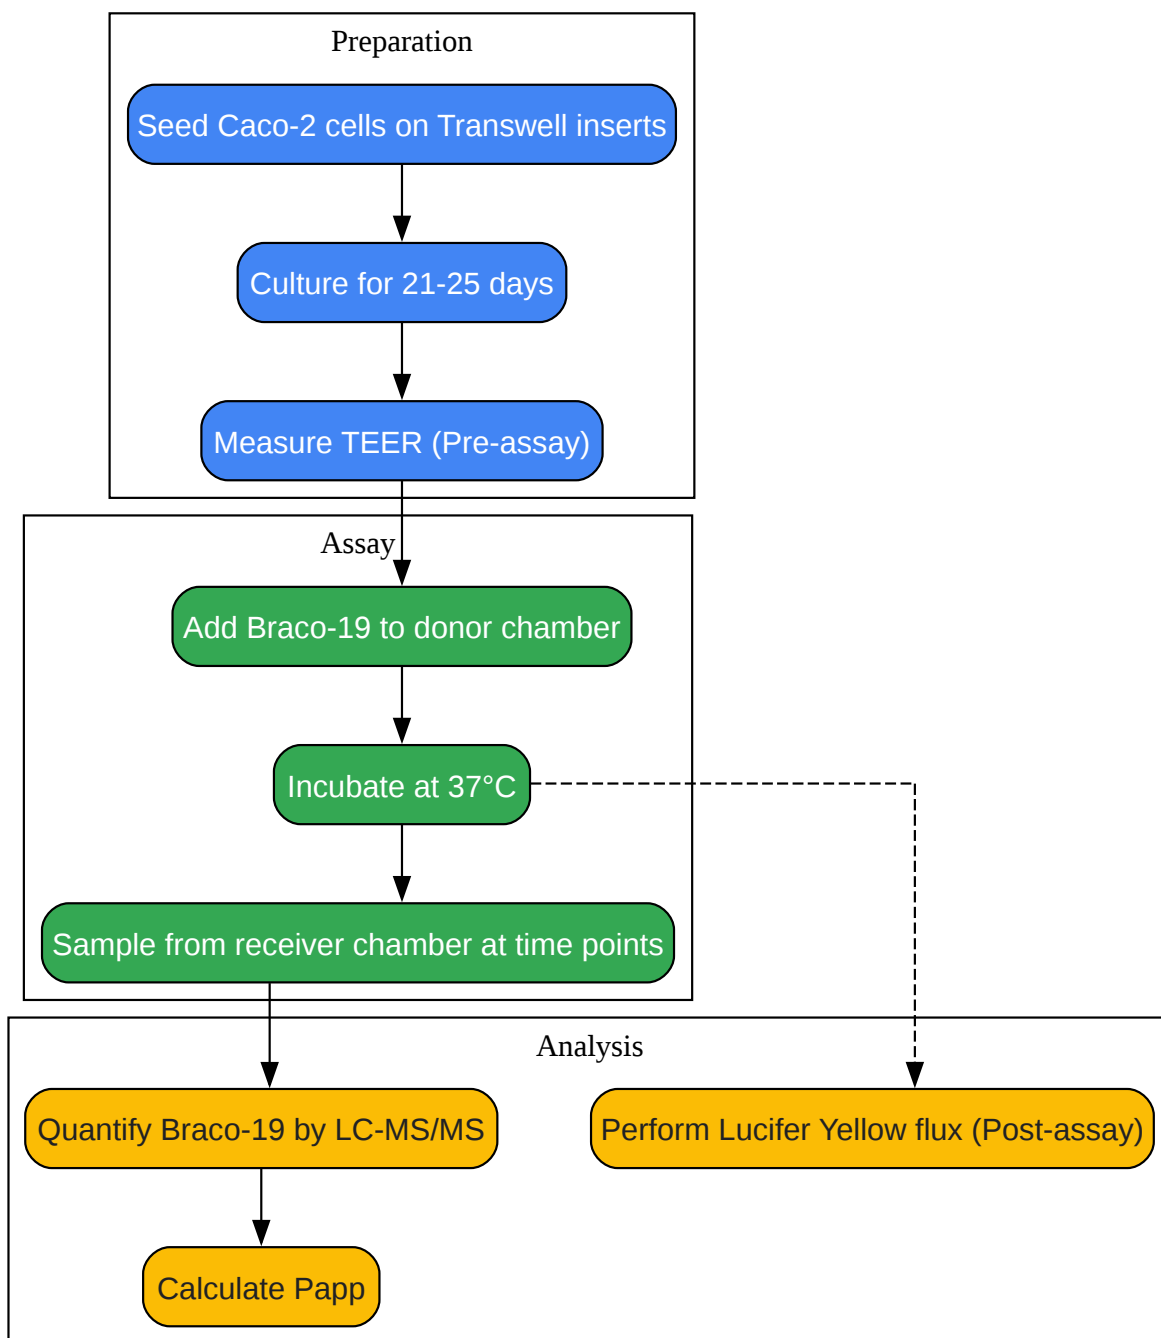 Preparation
Seed Caco-2 cells on Transwell inserts
Culture for 21-25 days
Measure TEER (Pre-assay)
Assay
Add Braco-19 to donor chamber
Incubate at 37°C
Sample from receiver chamber at time points
Analysis
Quantify Braco-19 by LC-MS/MS
Perform Lucifer Yellow flux (Post-assay)
Calculate Papp